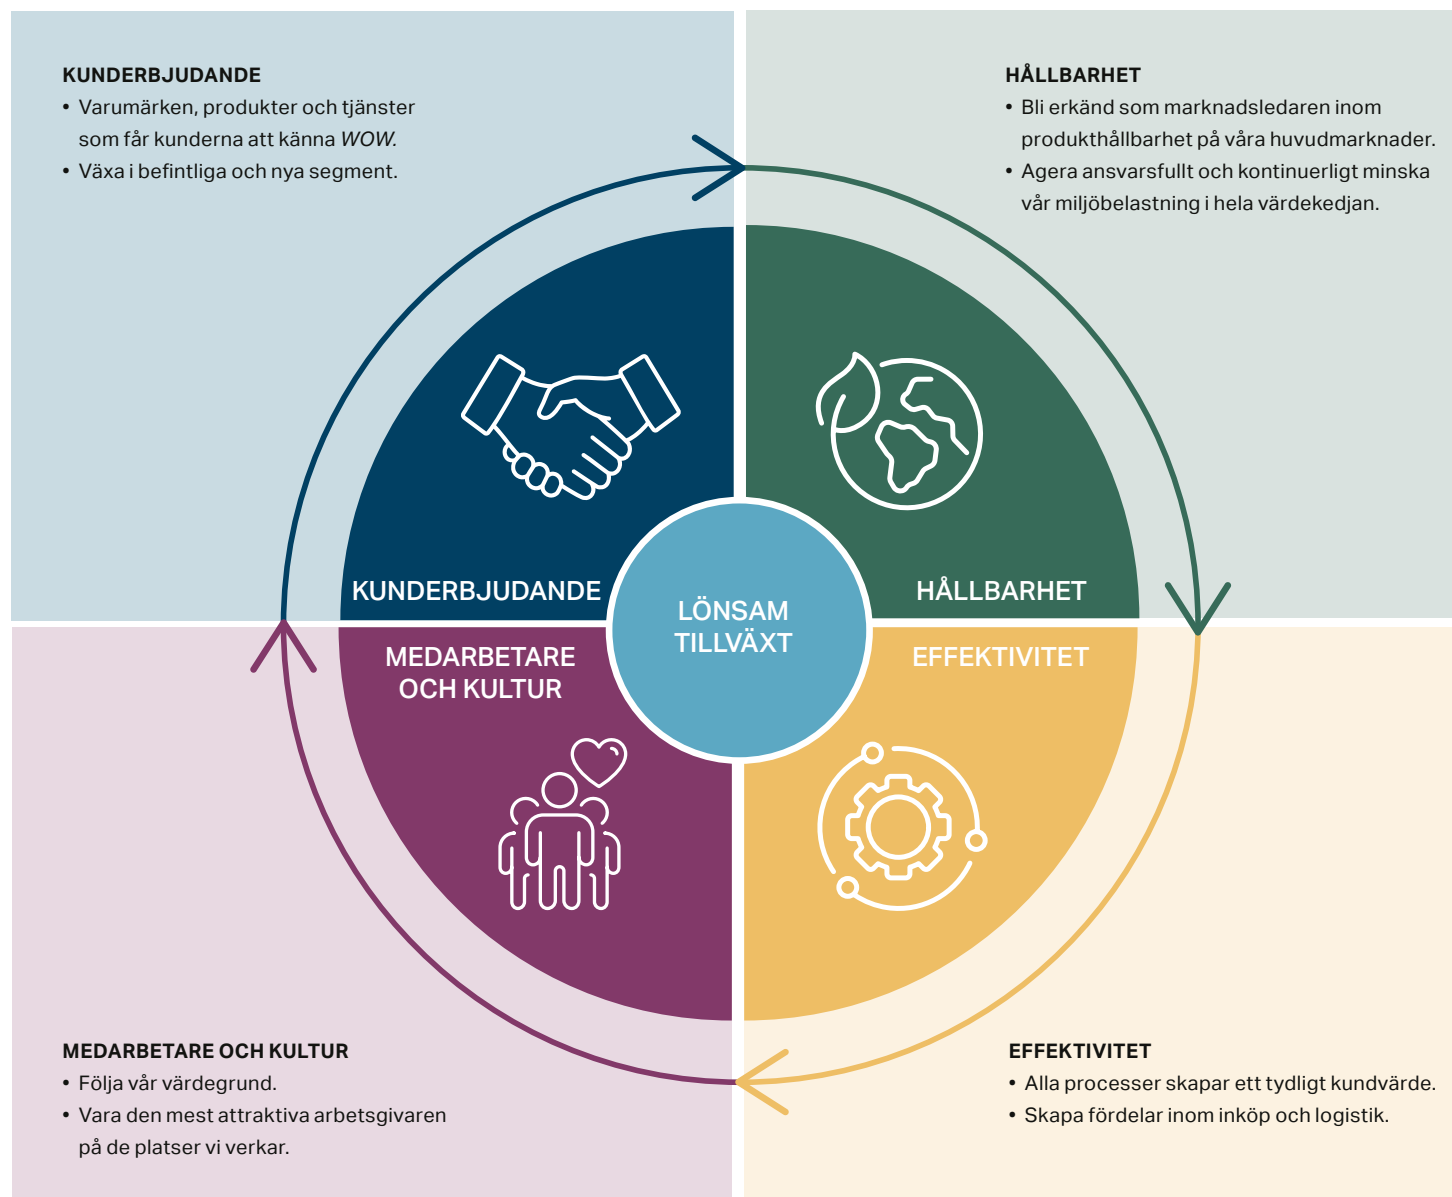 KUNDERBJUDANDE
• Varumärken, produkter och tjänster
som får kunderna att känna WOW.
• Växa i befintliga och nya segment.
HÅLLBARHET
• Bli erkänd som marknadsledaren inom
produkthållbarhet på våra huvudmarknader.
• Agera ansvarsfullt och kontinuerligt minska
vår miljöbelastning i hela värdekedjan.
KUNDERBJUDANDE
HÅLLBARHET
LÖNSAM
TILLVÄXT
MEDARBETARE
OCH KULTUR
EFFEKTIVITET
MEDARBETARE OCH KULTUR
• Följa vår värdegrund.
• Vara den mest attraktiva arbetsgivaren
på de platser vi verkar.
EFFEKTIVITET
• Alla processer skapar ett tydligt kundvärde.
• Skapa fördelar inom inköp och logistik.